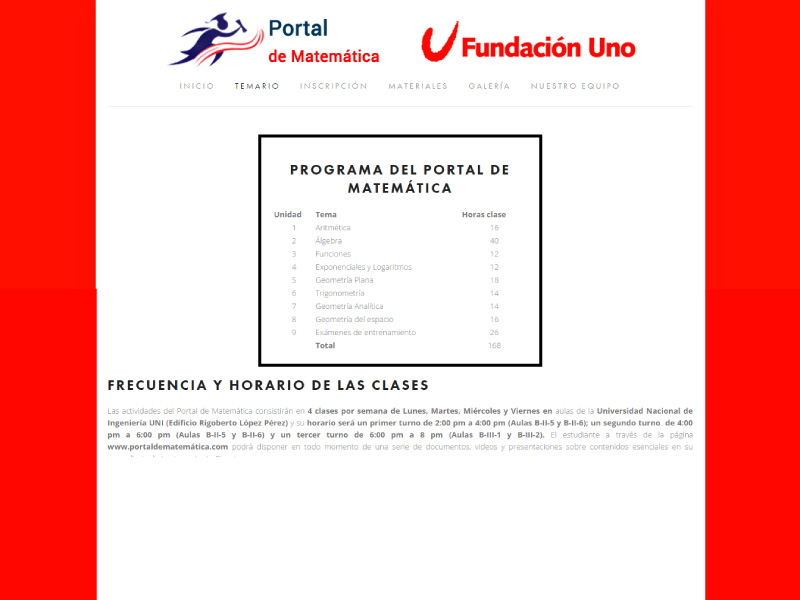 Portal
de Matemática
Fundación Uno
INICIO TEMARIO INSCRIPCIÓN MATERIALES GALERÍA NUESTRO EQUIPO
PROGRAMA DEL PORTAL DE
MATEMÁTICA
Unidad Tema Horas clase
1 Aritmética 16
2 Álgebra 40
3 Funciones 12
4 Exponenciales y Logaritmos 12
5 Geometría Plana 18
6 Trigonometría 14
7 Geometría Analítica 14
8 Geometría del espacio 16
9 Exámenes de entrenamiento 26
Total 168
FRECUENCIA Y HORARIO DE LAS CLASES
Las actividades del Portal de Matemática consistirán en 4 clases por semana de Lunes, Martes, Miércoles y Viernes en aulas de la Universidad Nacional de
Ingeniería UNI (Edificio Rigoberto López Pérez) y su horario será un primer turno de 2:00 pm a 4:00 pm (Aulas B-II-5 y B-II-6); un segundo turno de 4:00
pm a 6:00 pm (Aulas B-II-5 y B-II-6) y un tercer turno de 6:00 pm a 8 pm (Aulas B-III-1 y B-III-2). El estudiante a través de la página
www.portaldematemática.com podrá disponer en todo momento de una serie de documentos, videos y presentaciones sobre contenidos esenciales en su